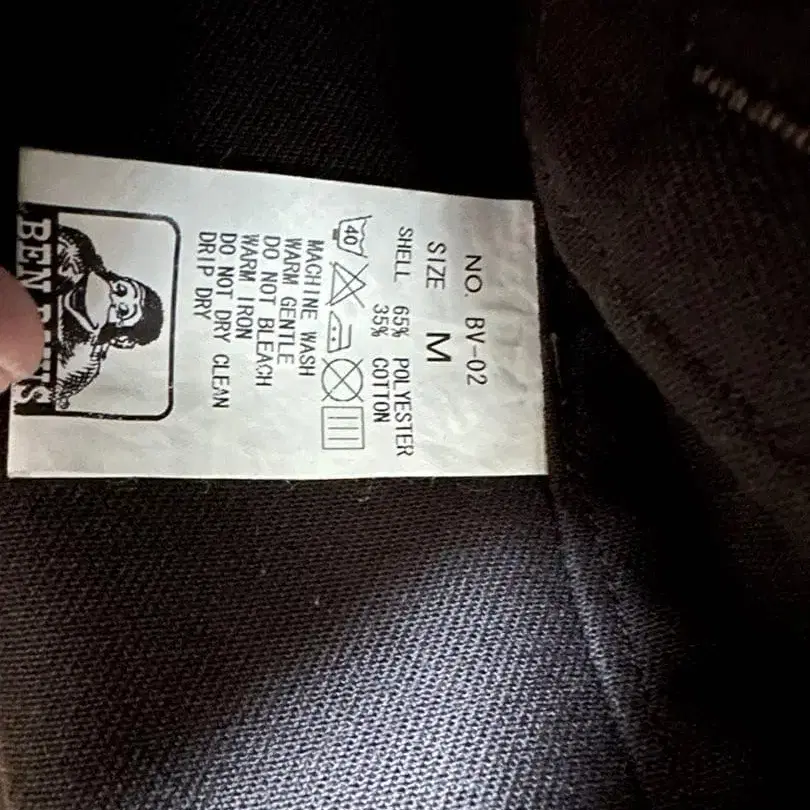 NO. BV-02
SIZE M
SHELL 65% POLYESTER
35% COTTON
40
MACHINE WASH
WARM GENTLE
DO NOT BLEACH
WARM IRON
DO NOT DRY CLEAN
DRIP DRY
BEN